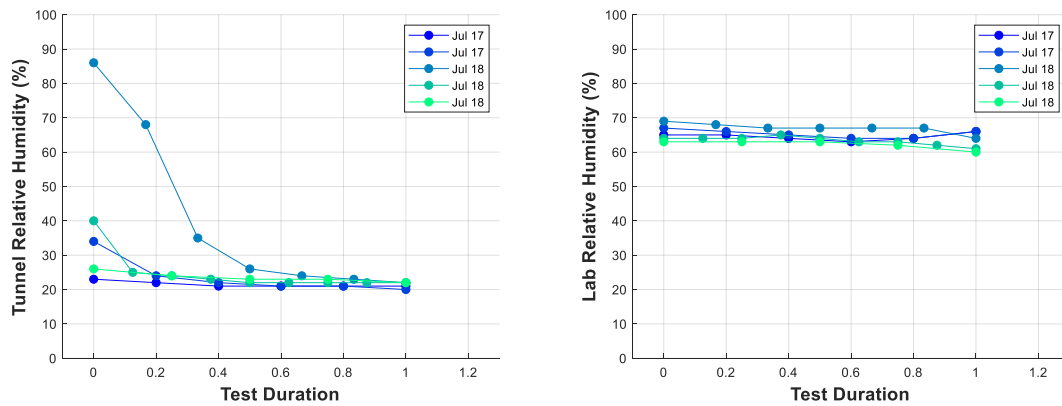 Tunnel Relative Humidity (%)
100
90
80
70
60
50
40
30
20
10
0
0 0.2 0.4 0.6 0.8 1 1.2
Test Duration
Jul 17
Jul 17
Jul 18
Jul 18
Jul 18
Lab Relative Humidity (%)
100
90
80
70
60
50
40
30
20
10
0
0 0.2 0.4 0.6 0.8 1 1.2
Test Duration
Jul 17
Jul 17
Jul 18
Jul 18
Jul 18